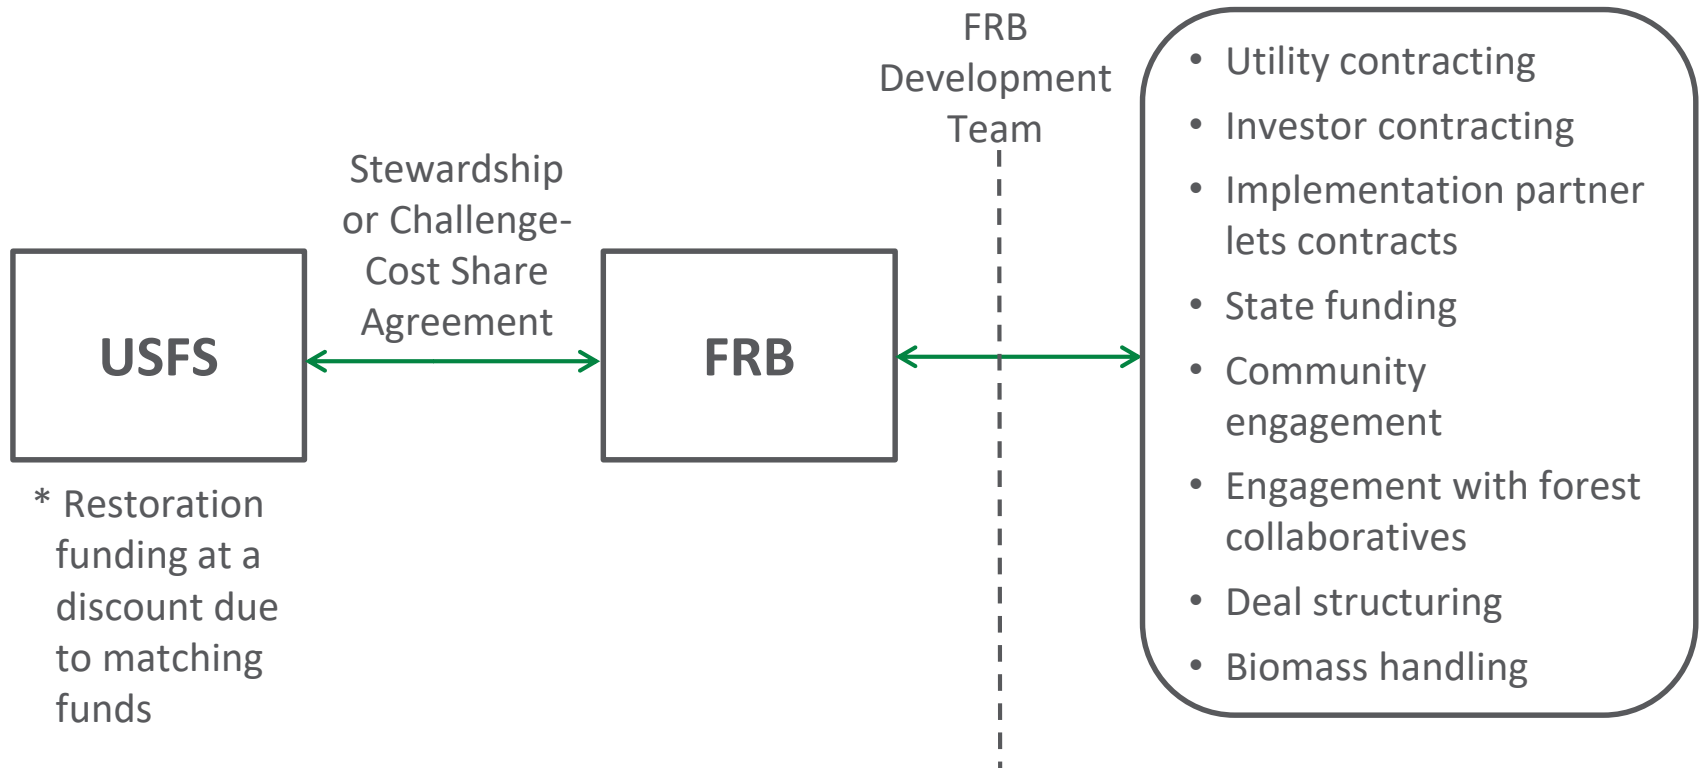 FRB
Development
Team
Stewardship
or Challenge-
Cost Share
Agreement
USFS
FRB
* Restoration
funding at a
discount due
to matching
funds
• Utility contracting
• Investor contracting
• Implementation partner
lets contracts
• State funding
• Community
engagement
• Engagement with forest
collaboratives
• Deal structuring
• Biomass handling